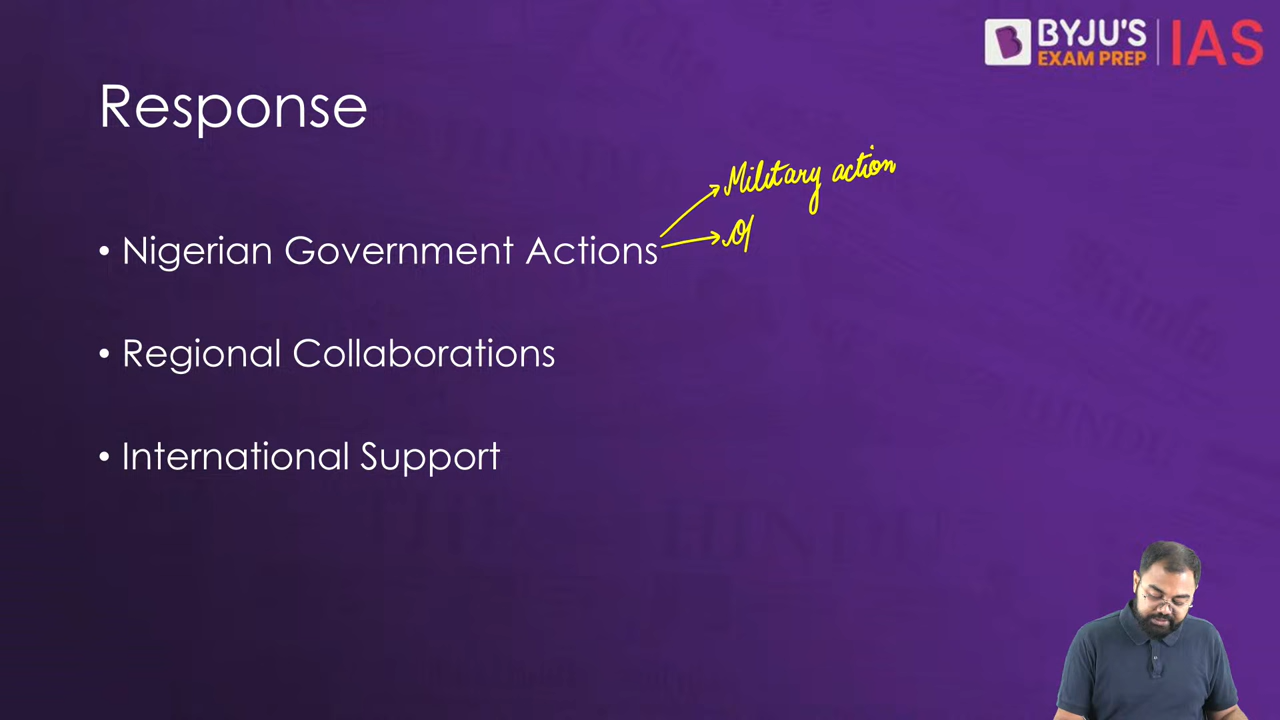 BYJU'S
EXAM PREP
IAS
Response
Military action
• Nigerian Government Actions
• Regional Collaborations
• International Support